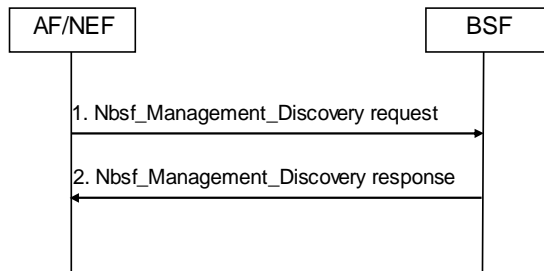 AF/NEF
BSF
1. Nbsf_Management_Discovery request
2. Nbsf_Management_Discovery response